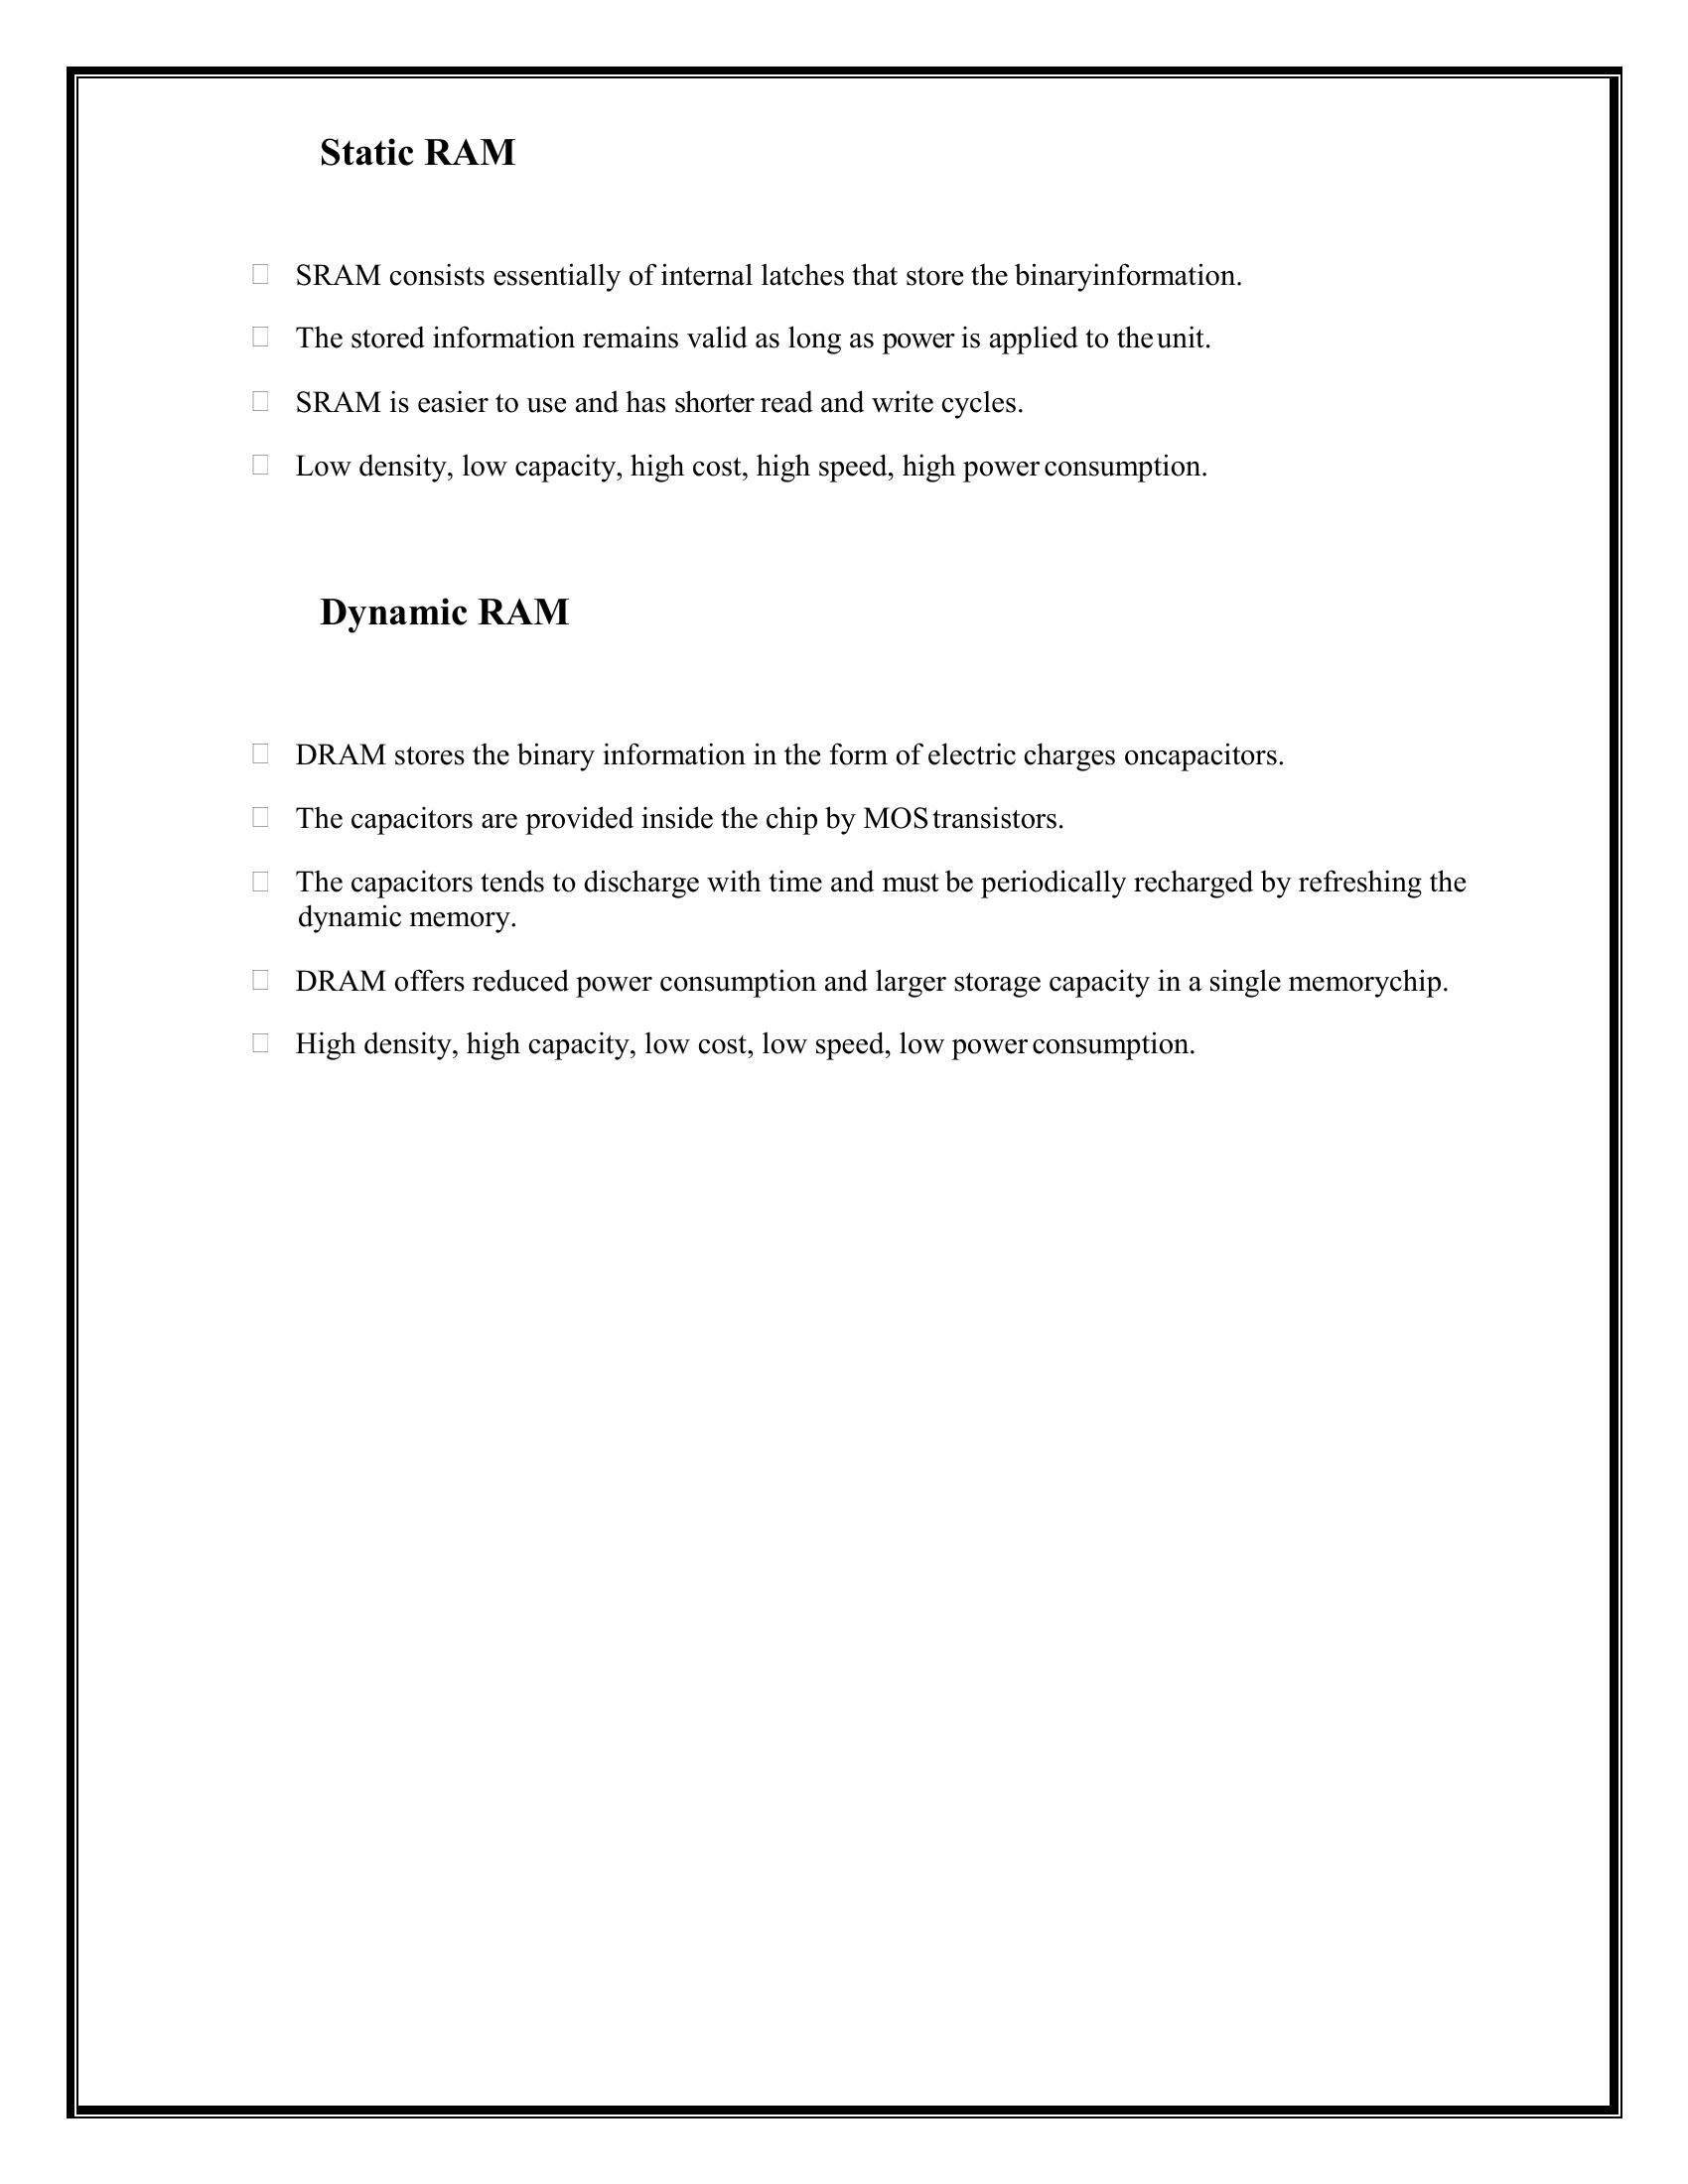 Static RAM
SRAM consists essentially of internal latches that store the binaryinformation.
The stored information remains valid as long as power is applied to theunit.
SRAM is easier to use and has shorter read and write cycles.
Low density, low capacity, high cost, high speed, high power consumption.
Dynamic RAM
DRAM stores the binary information in the form of electric charges oncapacitors.
The capacitors are provided inside the chip by MOS transistors.
The capacitors tends to discharge with time and must be periodically recharged by refreshing the
dynamic memory.
DRAM offers reduced power consumption and larger storage capacity in a single memorychip.
High density, high capacity, low cost, low speed, low power consumption.